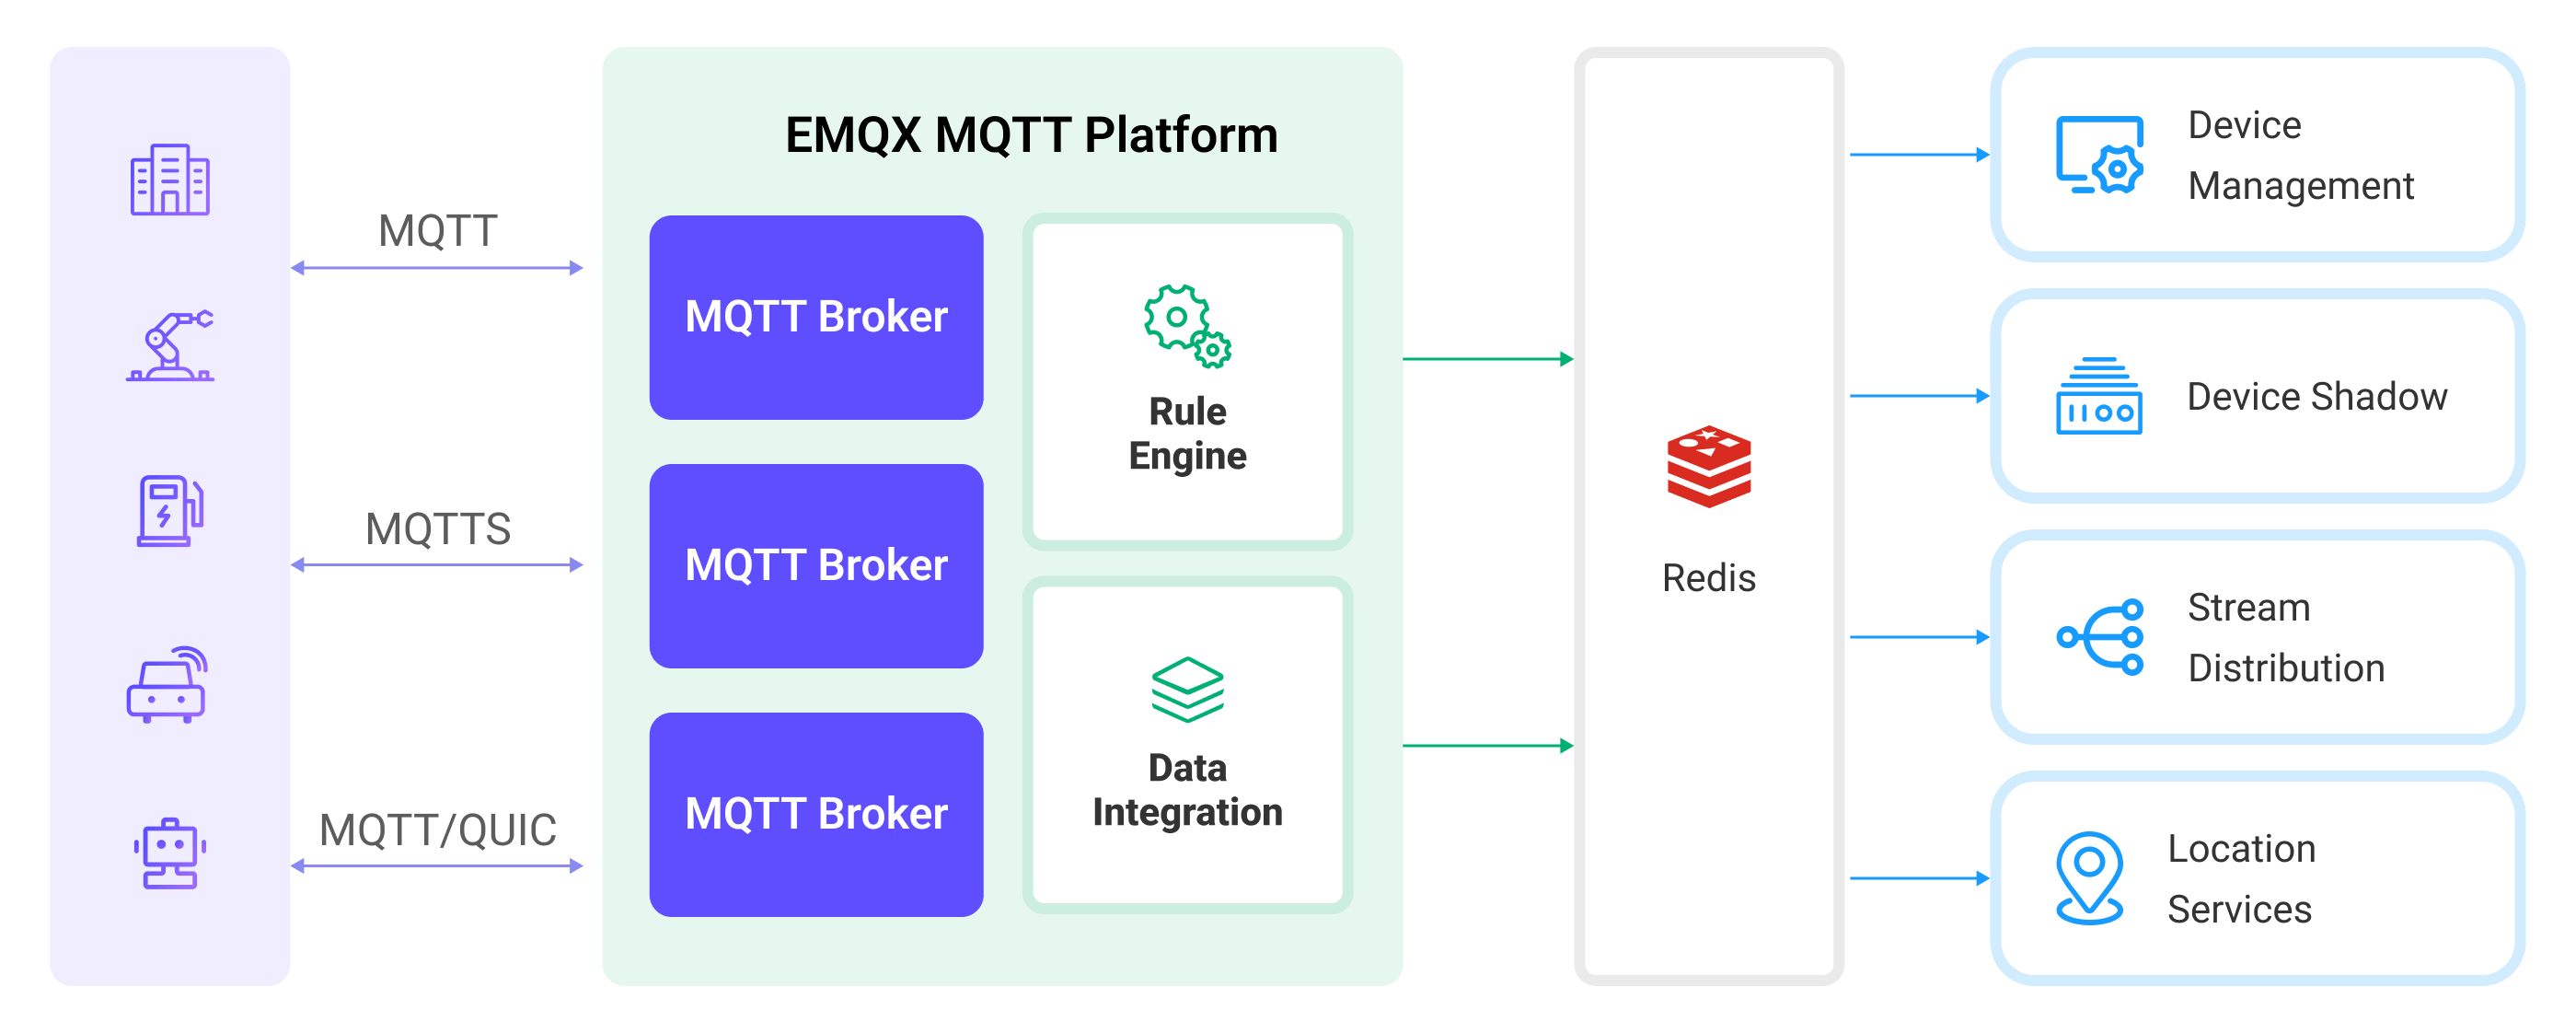 MQTT
MQTTS
MQTT/QUIC
EMQX MQTT Platform
MQTT Broker
MQTT Broker
MQTT Broker
Rule
Engine
Data
Integration
Redis
Device
Management
Device Shadow
Stream
Distribution
Location
Services